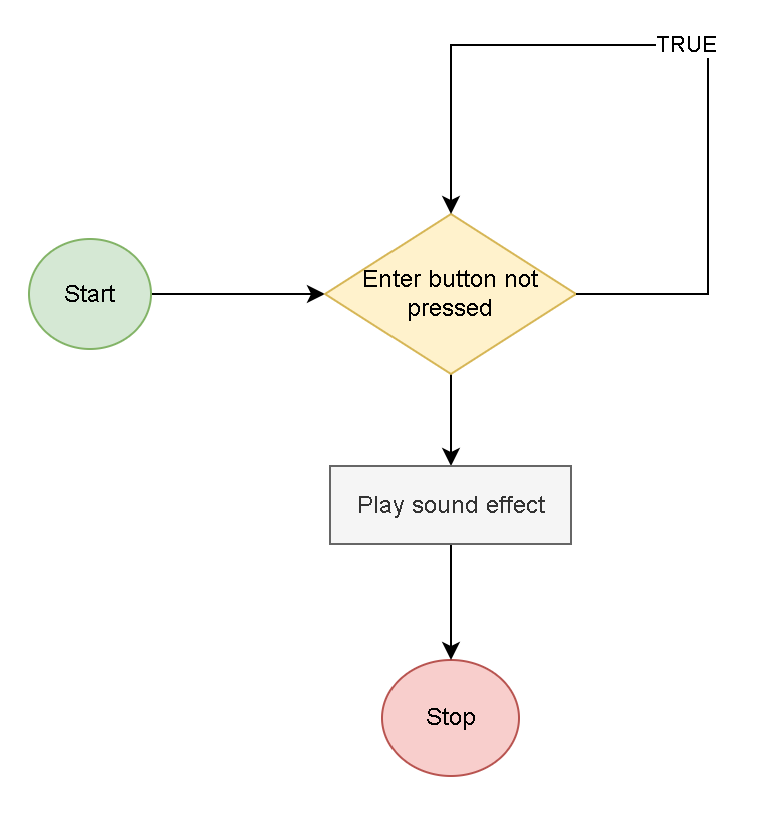 TRUE
Start
Enter button not
pressed
Play sound effect
Stop